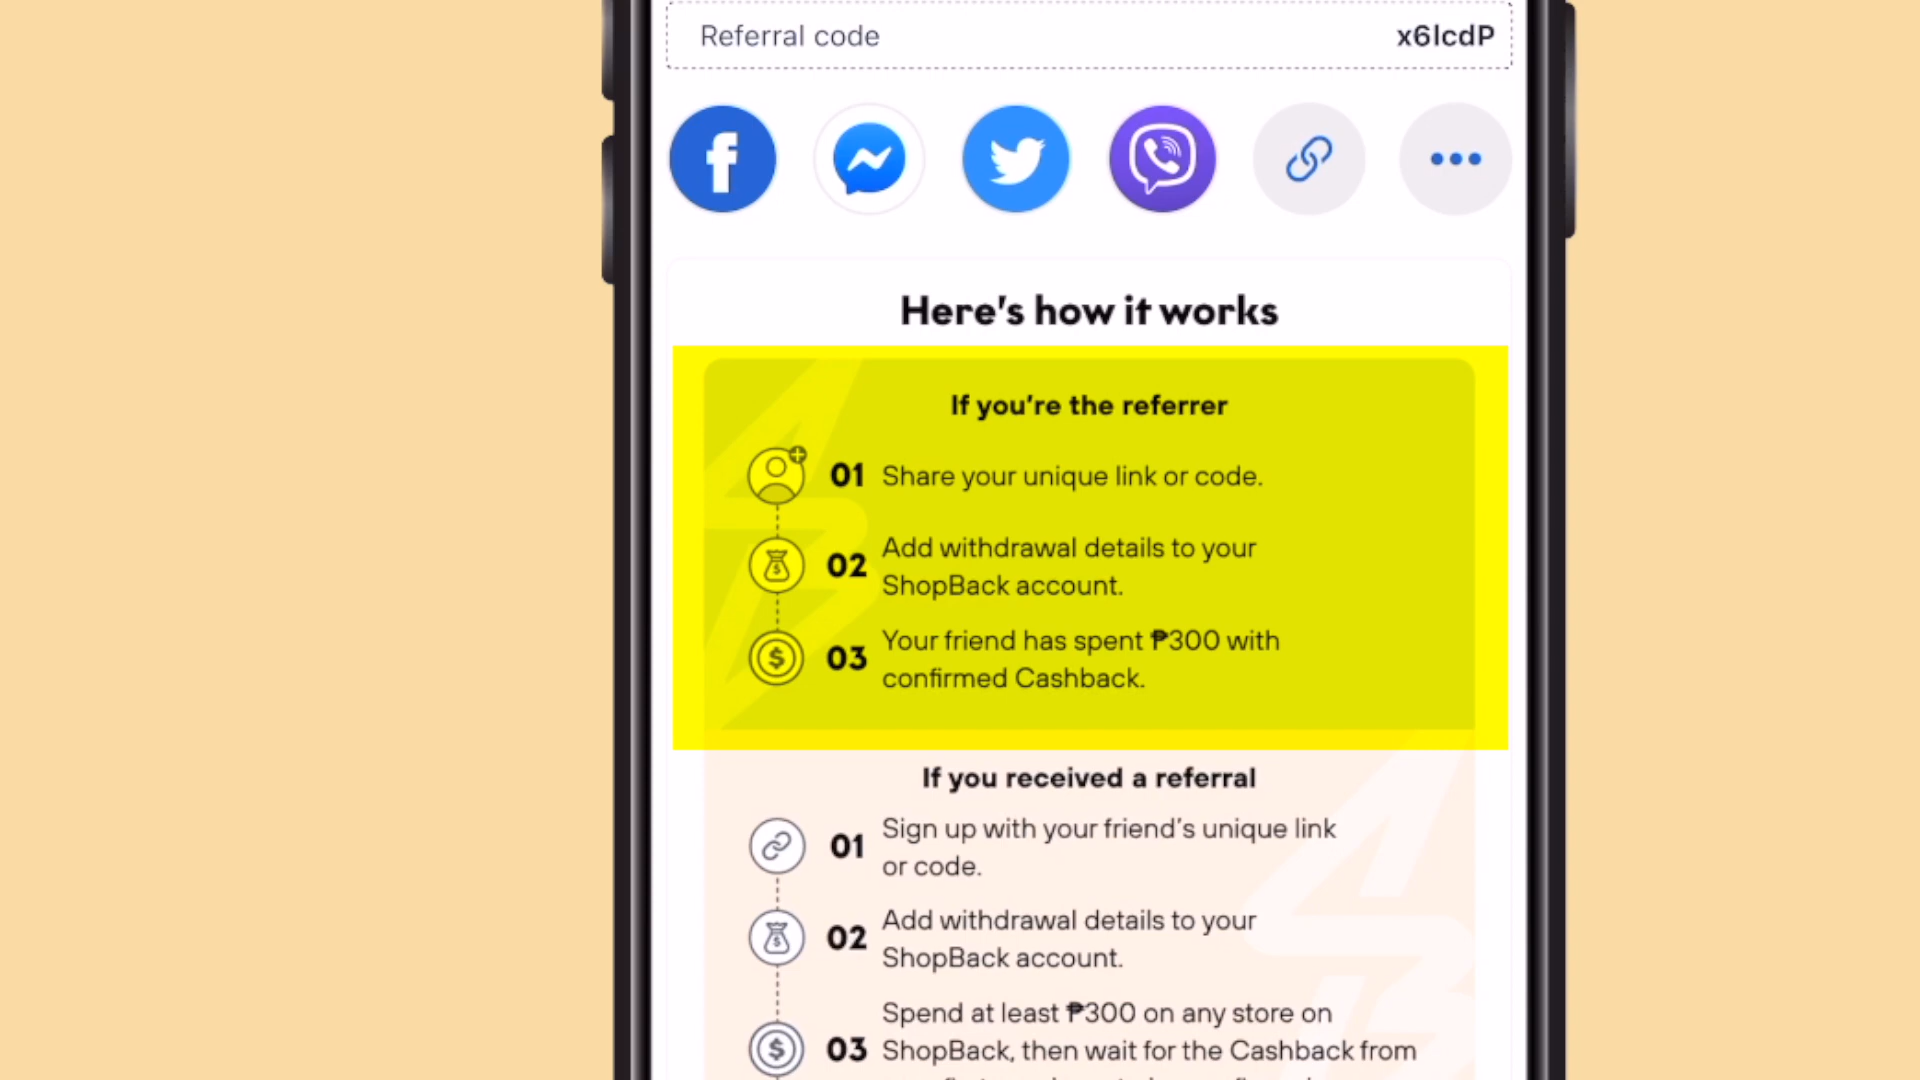 Referral code x6lcdP
Here's how it works
If you're the referrer
01 Share your unique link or code.
02 Add withdrawal details to your
ShopBack account.
03 Your friend has spent ₱300 with
confirmed Cashback.
If you received a referral
01 Sign up with your friend's unique link
or code.
02 Add withdrawal details to your
ShopBack account.
Spend at least ₱300 on any store on
03 ShopBack, then wait for the Cashback from